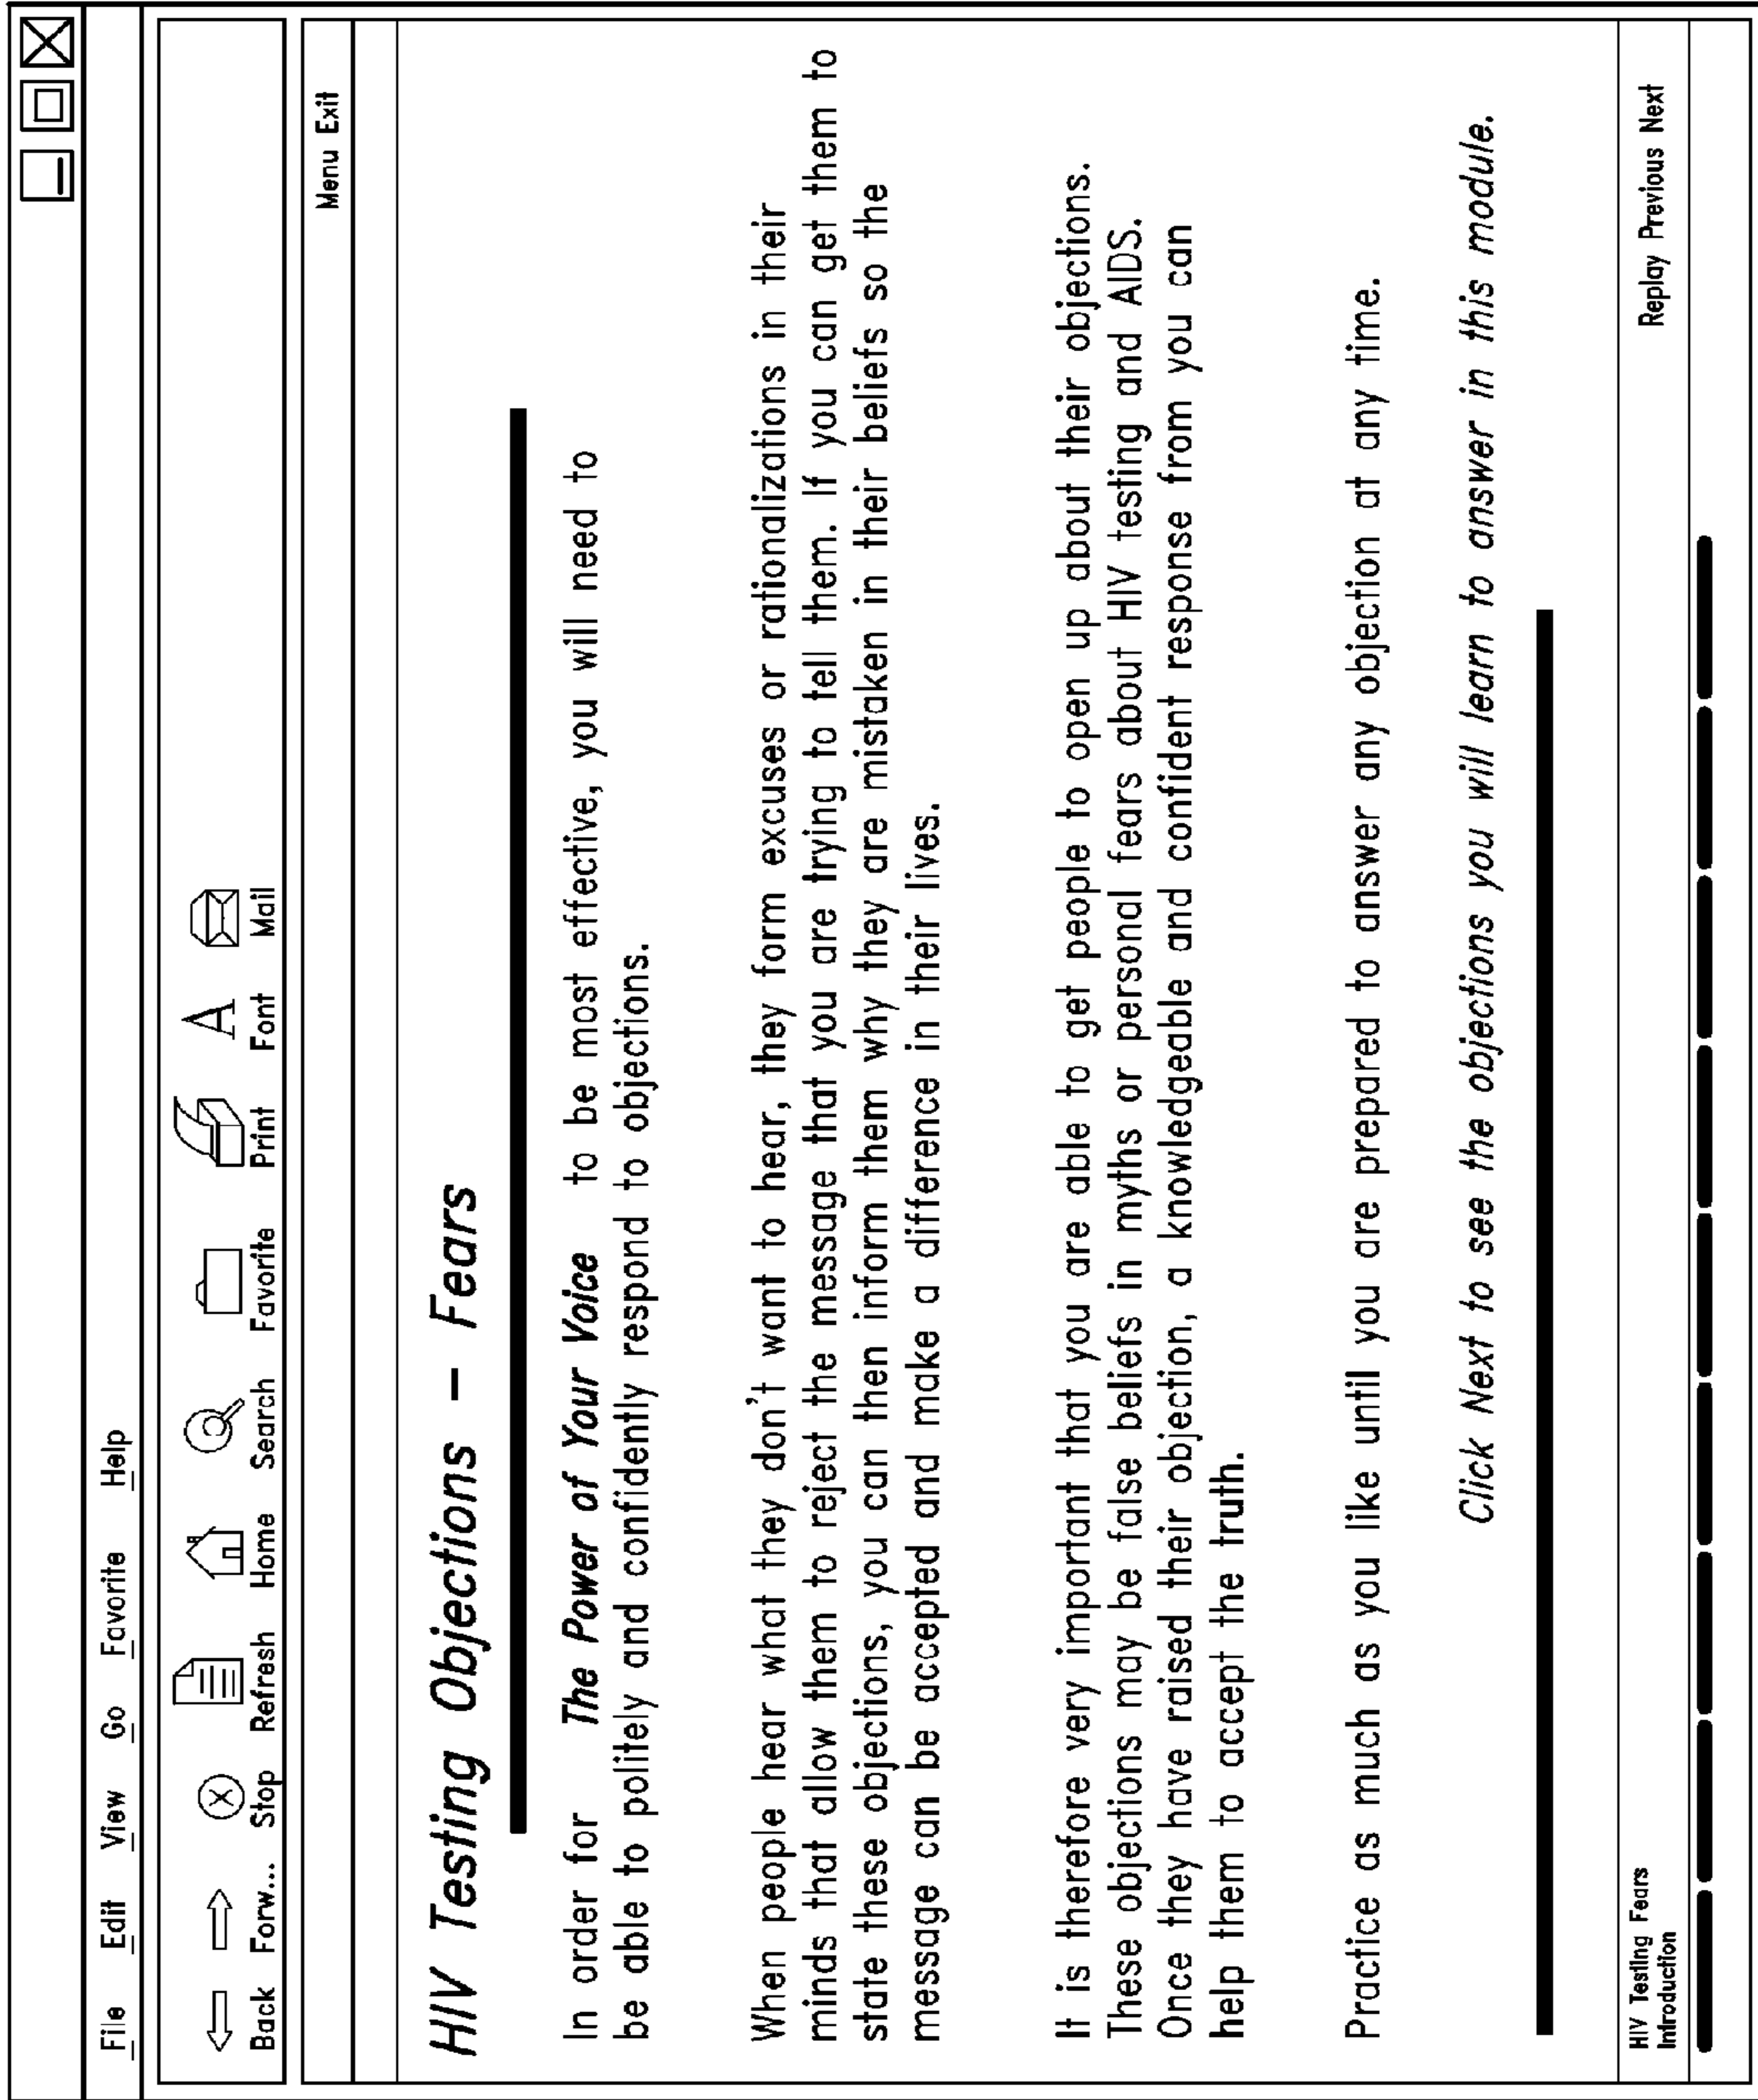 File Edit View Go Favorite Help
Back Forw... Stop Refresh Home Search Favorite Print Font Mail
Menu Exit
HIV Testing Objections – Fears
In order for The Power of Your Voice to be most effective, you will need to
be able to politely and confidently respond to objections.
When people hear what they don't want to hear, they form excuses or rationalizations in their
minds that allow them to reject the message that you are trying to tell them. If you can get them to
state these objections, you can then inform them why they are mistaken in their beliefs so the
message can be accepted and make a difference in their lives.
It is therefore very important that you are able to get people to open up about their objections.
These objections may be false beliefs in myths or personal fears about HIV testing and AIDS.
Once they have raised their objection, a knowledgeable and confident response from you can
help them to accept the truth.
Practice as much as you like until you are prepared to answer any objection at any time.
Click Next to see the objections you will learn to answer in this module.
HIV Testing Fears
Introduction
Replay Previous Next